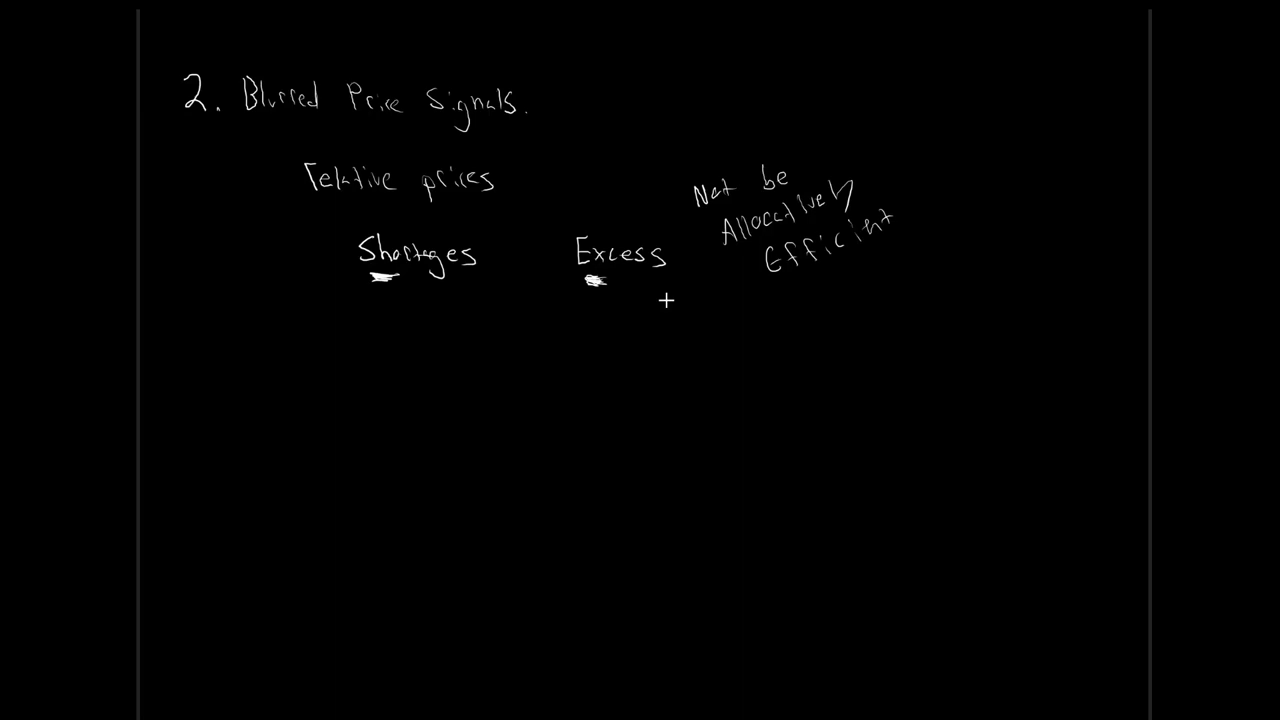 2. Blurred Price Signals.
relative prices
Shortages Excess
Not be
Allocatively
Efficient